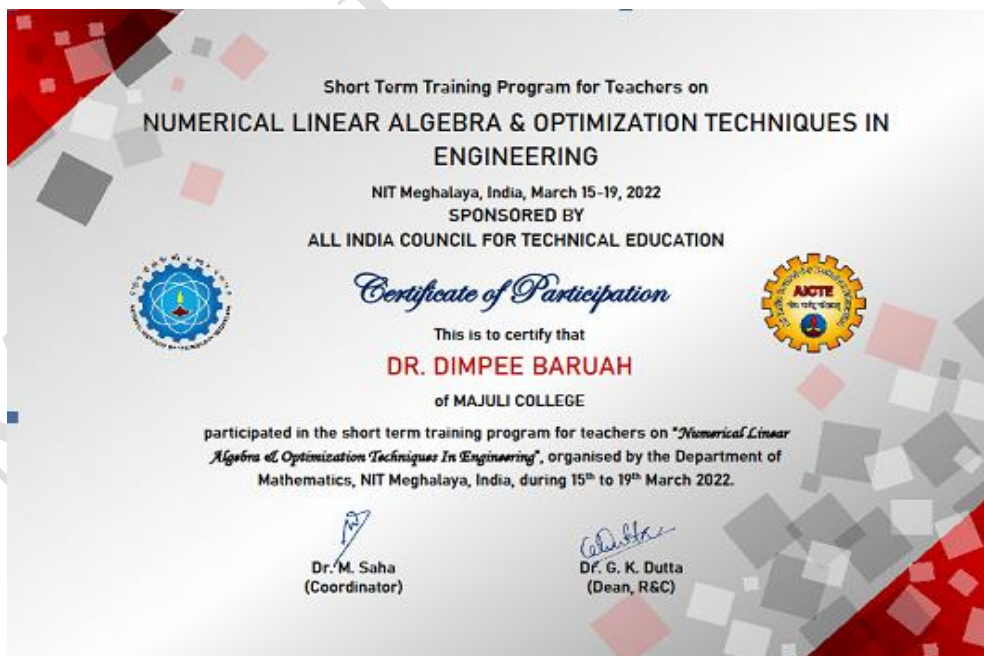 Short Term Training Program for Teachers on
NUMERICAL LINEAR ALGEBRA & OPTIMIZATION TECHNIQUES IN
ENGINEERING
NIT Meghalaya, India, March 15-19, 2022
SPONSORED BY
ALL INDIA COUNCIL FOR TECHNICAL EDUCATION
Certificate of Participation
AICTE
This is to certify that
DR. DIMPEE BARUAH
of MAJULI COLLEGE
participated in the short term training program for teachers on "Numerical Linear
Algebra & Optimization Techniques In Engineering", organised by the Department of
Mathematics, NIT Meghalaya, India, during 15th to 19th March 2022.
Dr. M. Saha
(Coordinator)
Dr. G. K. Dutta
(Dean, R&C)